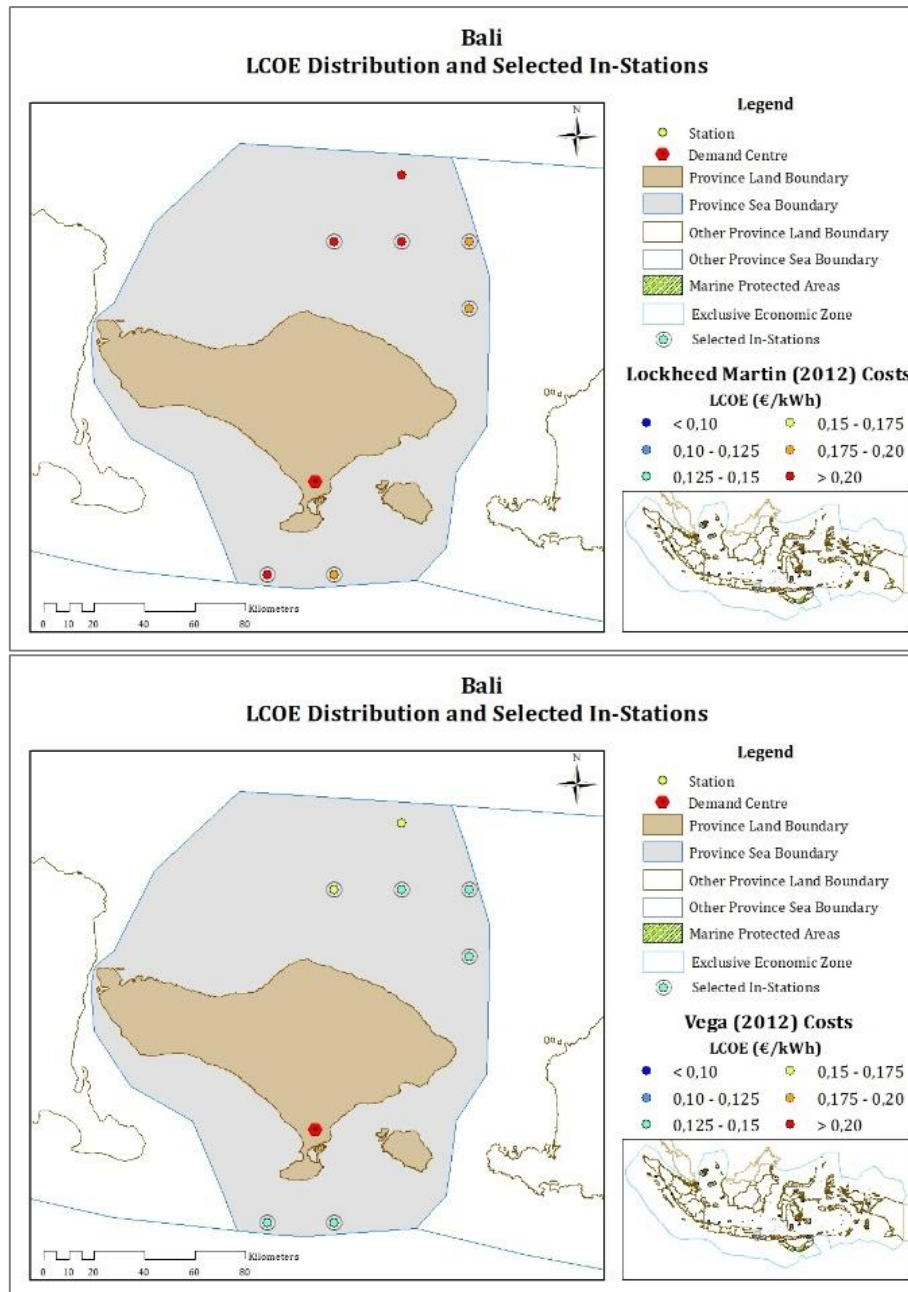 Bali
LCOE Distribution and Selected In-Stations
N
Legend
Station
Demand Centre
Province Land Boundary
Province Sea Boundary
Other Province Land Boundary
Other Province Sea Boundary
Marine Protected Areas
Exclusive Economic Zone
Selected In-Stations
Lockheed Martin (2012) Costs
LCOE (€/kWh)
< 0,10 0,15 - 0,175
0,10 - 0,125 0,175 - 0,20
0,125 - 0,15 > 0,20
Kilometers
0 10 20 40 60 80
Bali
LCOE Distribution and Selected In-Stations
N
Legend
Station
Demand Centre
Province Land Boundary
Province Sea Boundary
Other Province Land Boundary
Other Province Sea Boundary
Marine Protected Areas
Exclusive Economic Zone
Selected In-Stations
Vega (2012) Costs
LCOE (€/kWh)
< 0,10 0,15 - 0,175
0,10 - 0,125 0,175 - 0,20
0,125 - 0,15 > 0,20
Kilometers
0 10 20 40 60 80